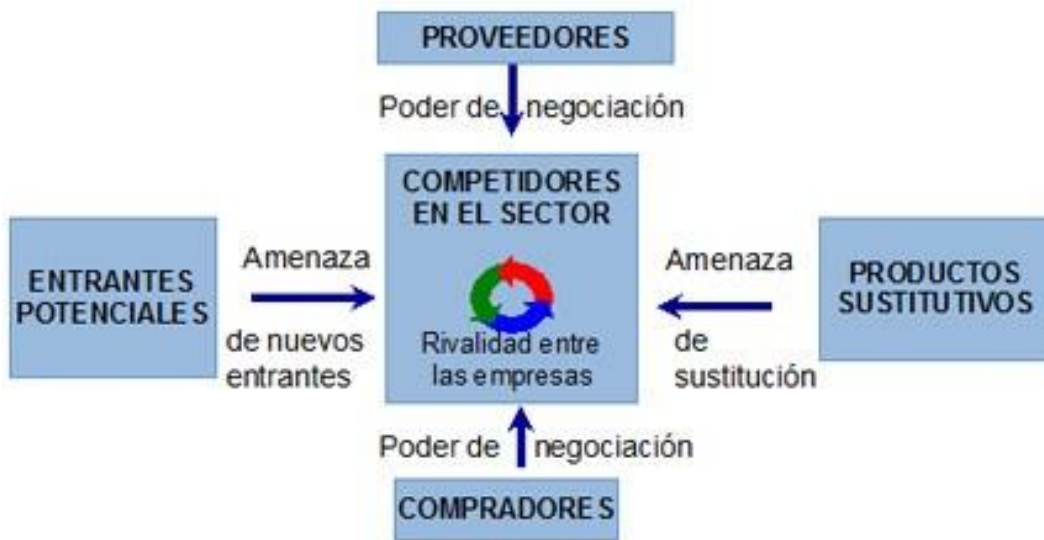 PROVEEDORES
Poder de negociación
COMPETIDORES
EN EL SECTOR
Rivalidad entre
las empresas
ENTRANTES
POTENCIALES
Amenaza
de nuevos
entrantes
Amenaza
de
sustitución
PRODUCTOS
SUSTITUTIVOS
Poder de negociación
COMPRADORES